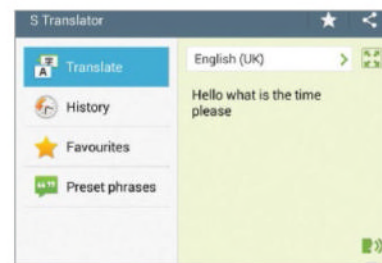 S Translator
Translate
History
Favourites
Preset phrases
English (UK)
Hello what is the time
please